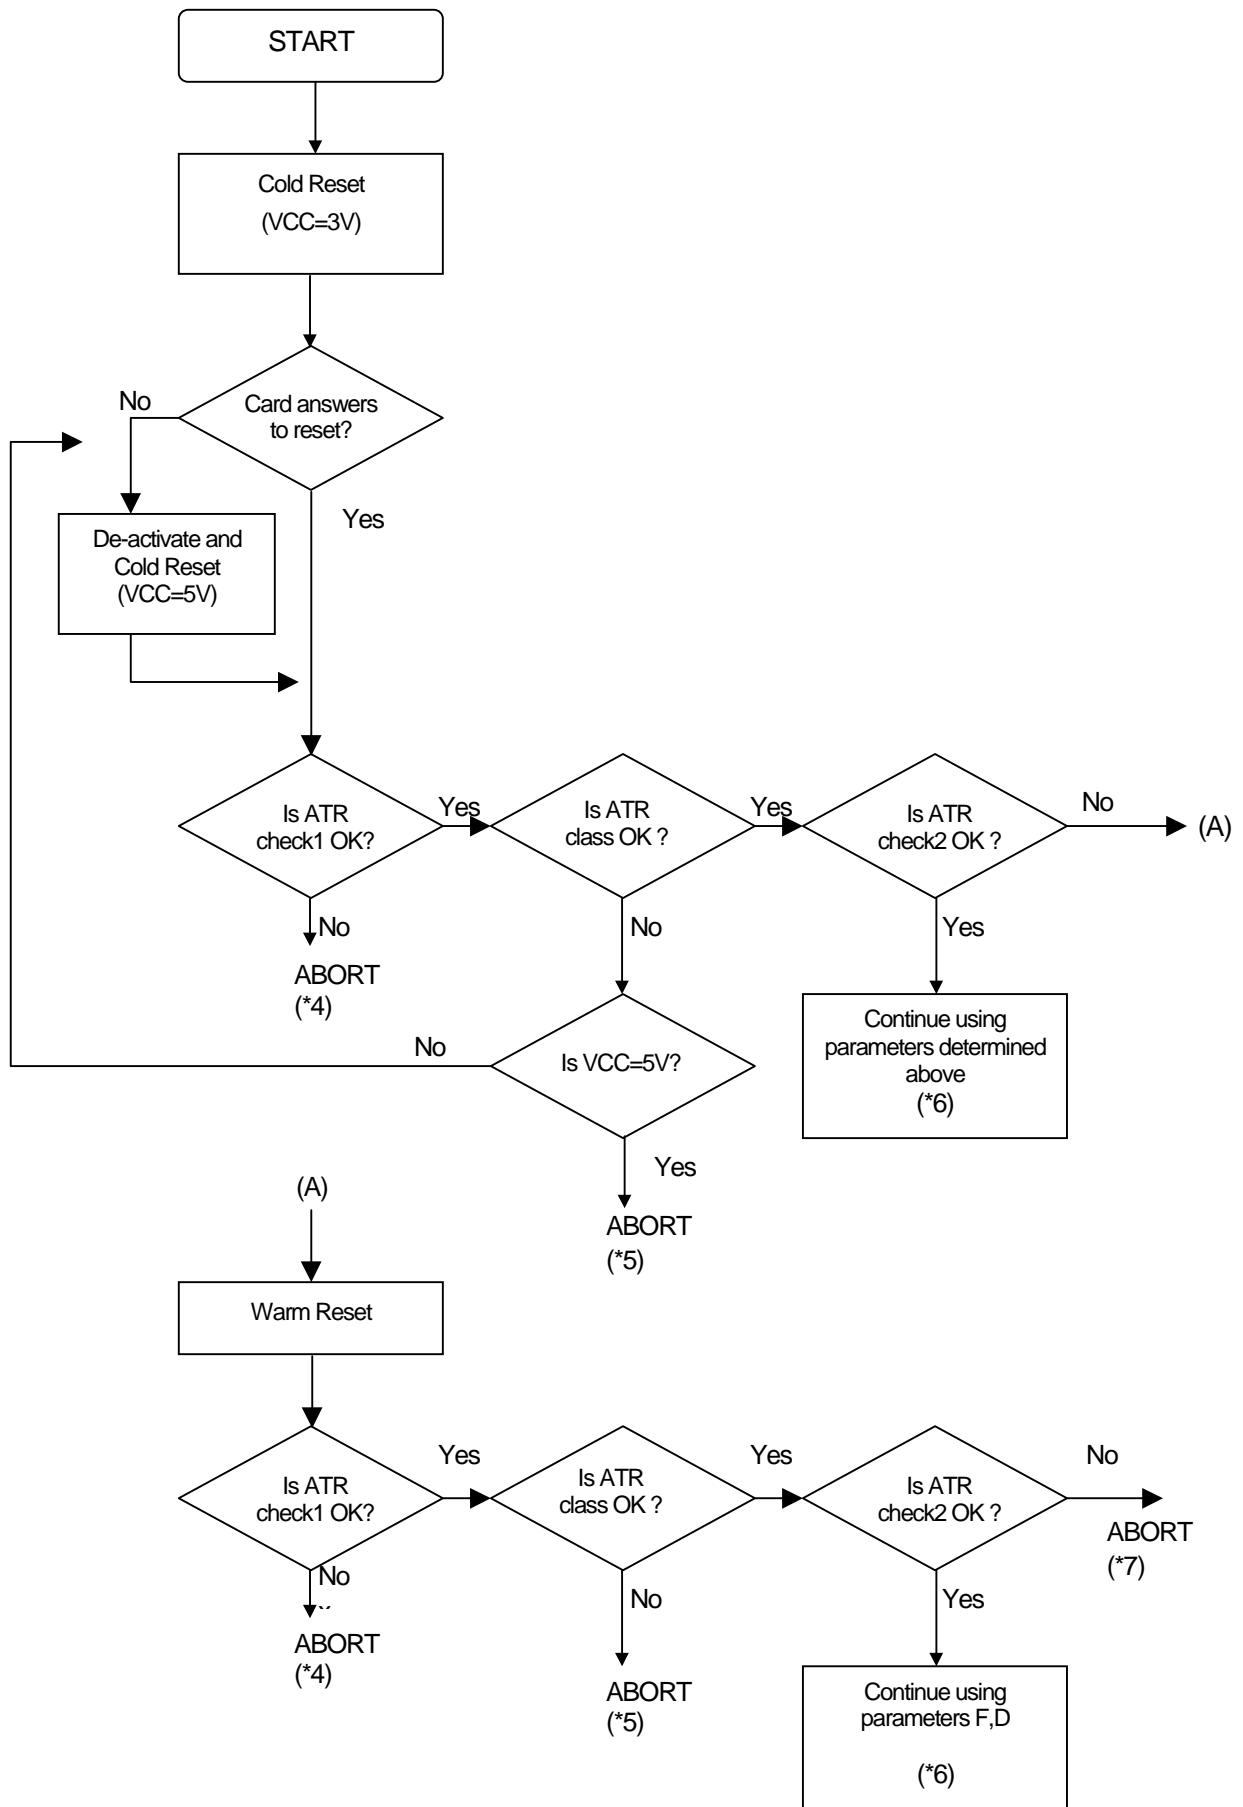 START
Cold Reset
(VCC=3V)
No
Card answers
to reset?
Yes
De-activate and
Cold Reset
(VCC=5V)
Is ATR
check1 OK?
Yes
Is ATR
class OK ?
Yes
Is ATR
check2 OK ?
No
(A)
No
ABORT
(*4)
No
Yes
Continue using
parameters determined
above
(*6)
No
Is VCC=5V?
Yes
ABORT
(*5)
(A)
Warm Reset
Is ATR
check1 OK?
Yes
Is ATR
class OK ?
Yes
Is ATR
check2 OK ?
No
ABORT
(*7)
No
ABORT
(*4)
No
ABORT
(*5)
Yes
Continue using
parameters F,D
(*6)